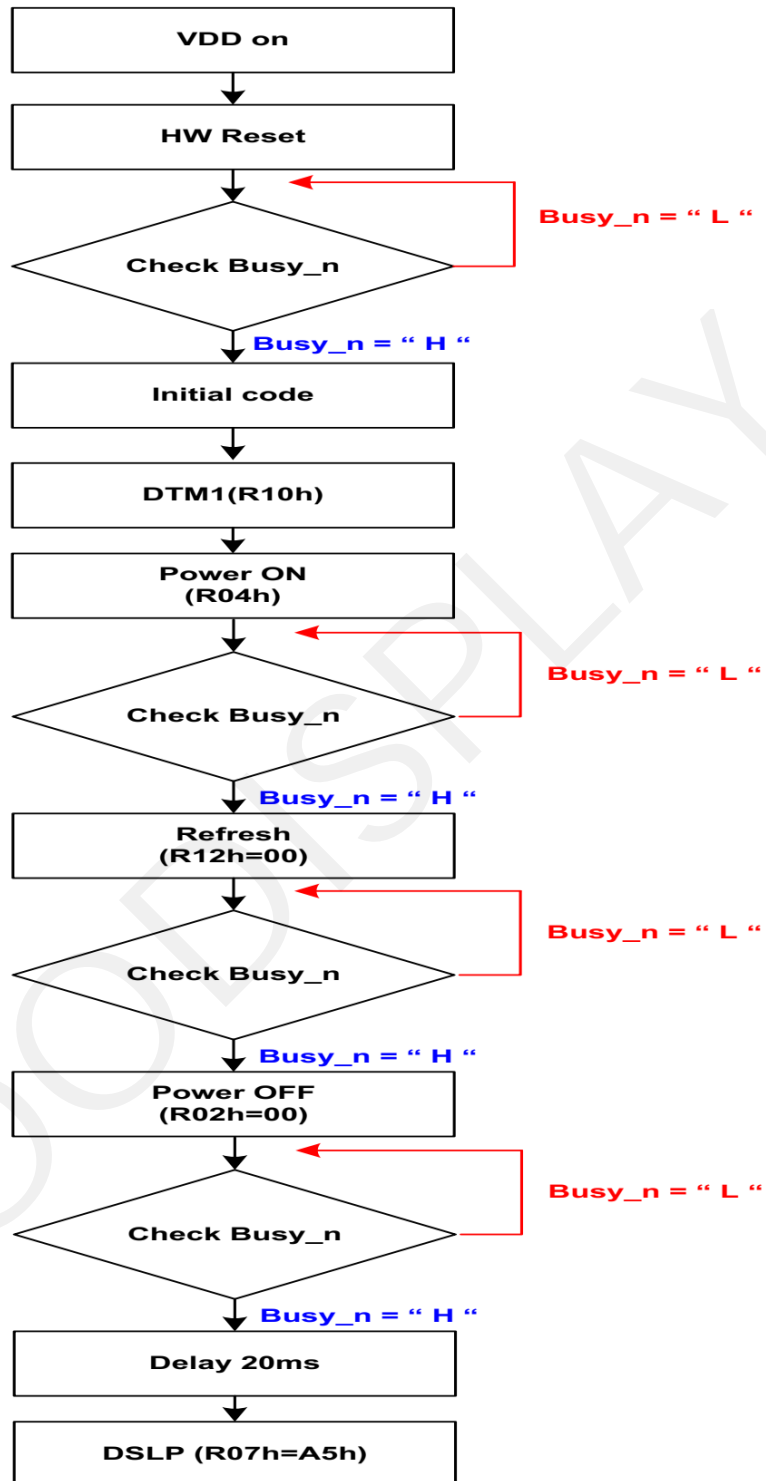 VDD on
HW Reset
Busy_n = “ L “
Check Busy_n
Busy_n = “ H “
Initial code
DTM1(R10h)
Power ON
(R04h)
Busy_n = “ L “
Check Busy_n
Busy_n = “ H “
Refresh
(R12h=00)
Busy_n = “ L “
Check Busy_n
Busy_n = “ H “
Power OFF
(R02h=00)
Busy_n = “ L “
Check Busy_n
Busy_n = “ H “
Delay 20ms
DSLP (R07h=A5h)
OODISPLAY